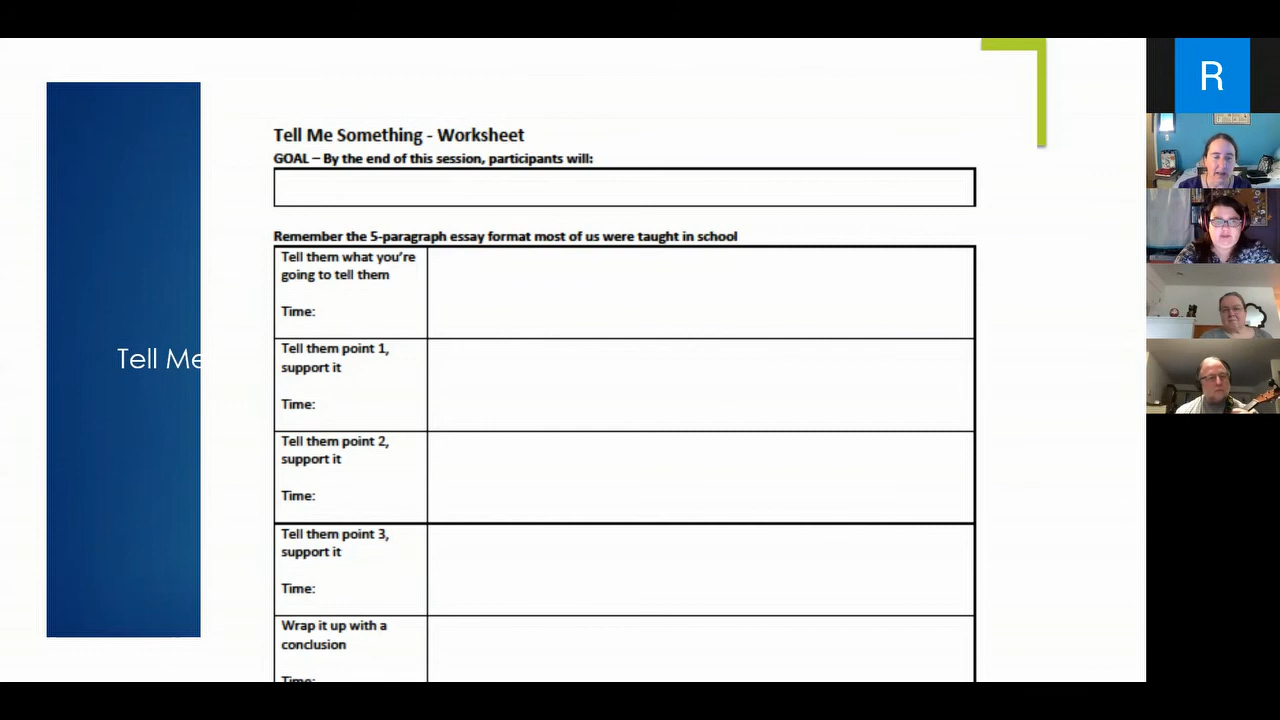 Tell Me Something - Worksheet
GOAL – By the end of this session, participants will:
Remember the 5-paragraph essay format most of us were taught in school
Tell them what you're
going to tell them
Time:
Tell them point 1,
support it
Time:
Tell them point 2,
support it
Time:
Tell them point 3,
support it
Time:
Wrap it up with a
conclusion
Time:
Tell Me
R